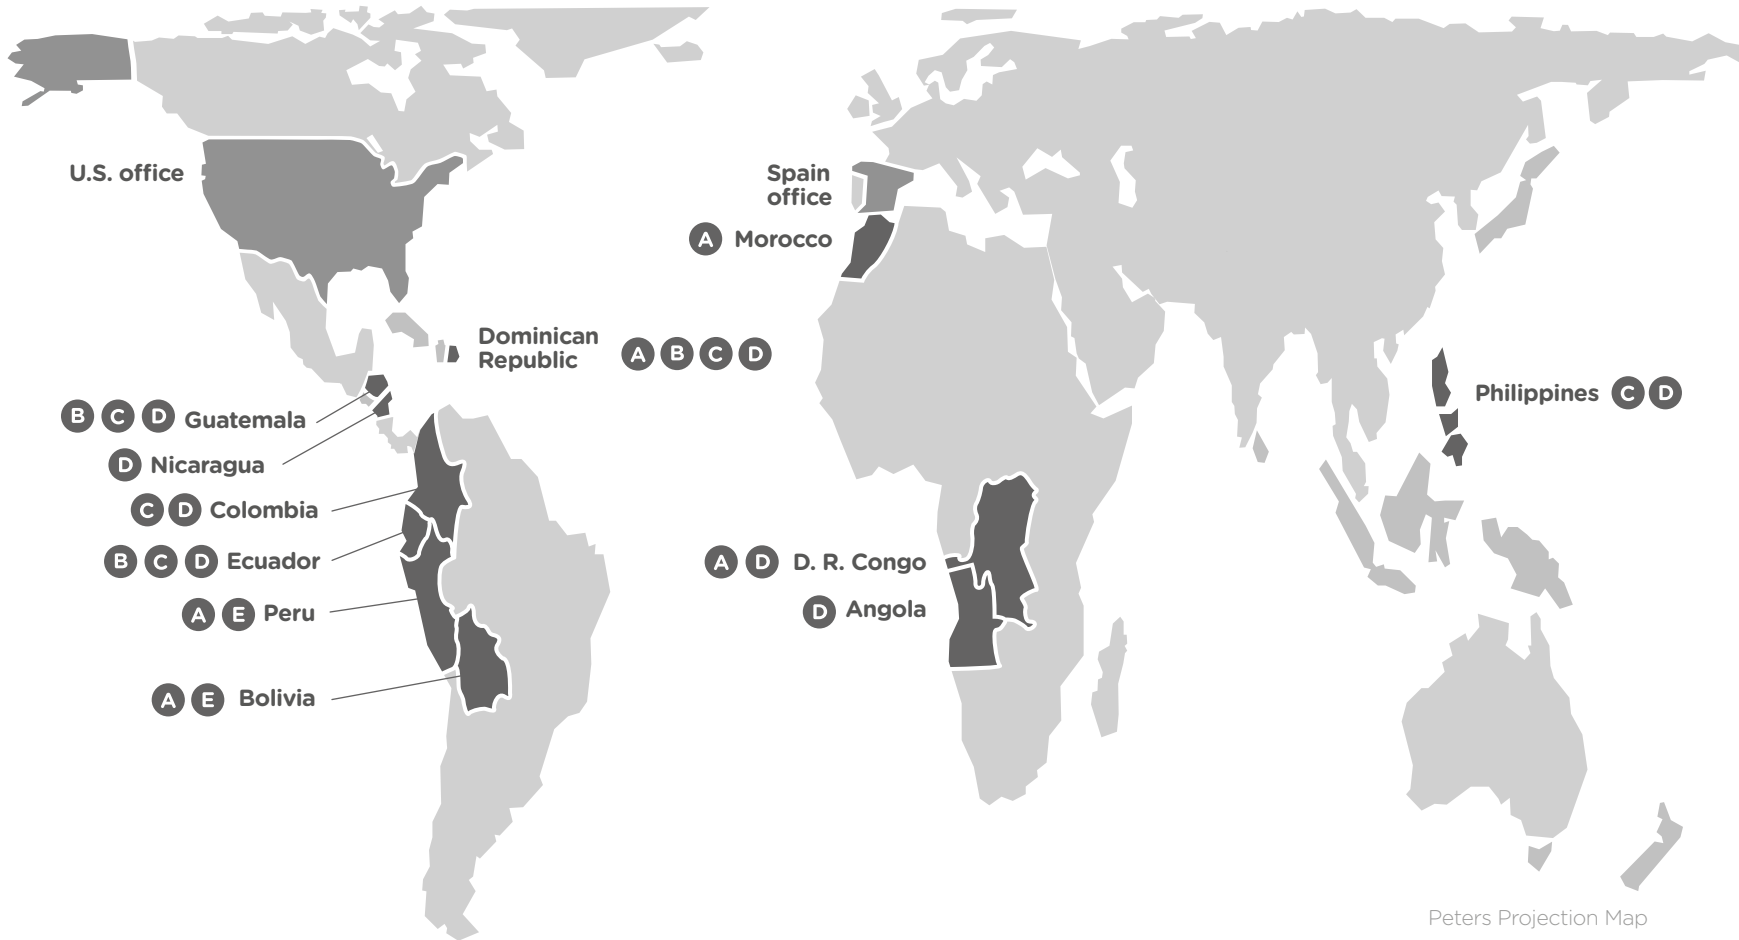 U.S. office
Spain
office
A Morocco
Dominican
Republic A B C D
Philippines C D
B C D Guatemala
D Nicaragua
C D Colombia
B C D Ecuador
A D D. R. Congo
A E Peru
D Angola
A E Bolivia
Peters Projection Map